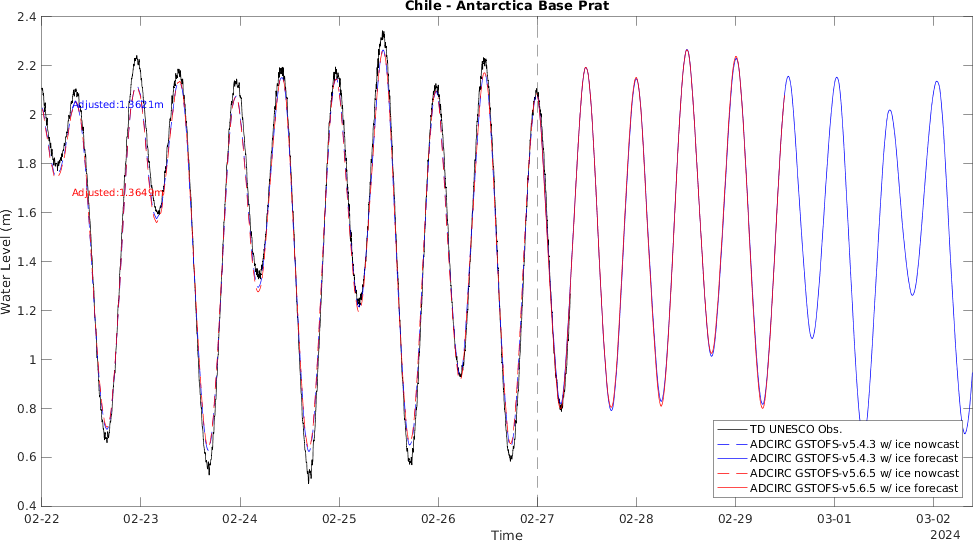 Chile - Antarctica Base Prat
2.4
2.2
2
1.8
1.6
1.4
1.2
1
0.8
0.6
0.4
Water Level (m)
Adjusted:1.3621m
Adjusted:1.3649m
TD UNESCO Obs.
ADCIRC GSTOFS-v5.4.3 w/ ice nowcast
ADCIRC GSTOFS-v5.4.3 w/ ice forecast
ADCIRC GSTOFS-v5.6.5 w/ ice nowcast
ADCIRC GSTOFS-v5.6.5 w/ ice forecast
02-22 02-23 02-24 02-25 02-26 02-27 02-28 02-29 03-01 03-02
Time
2024